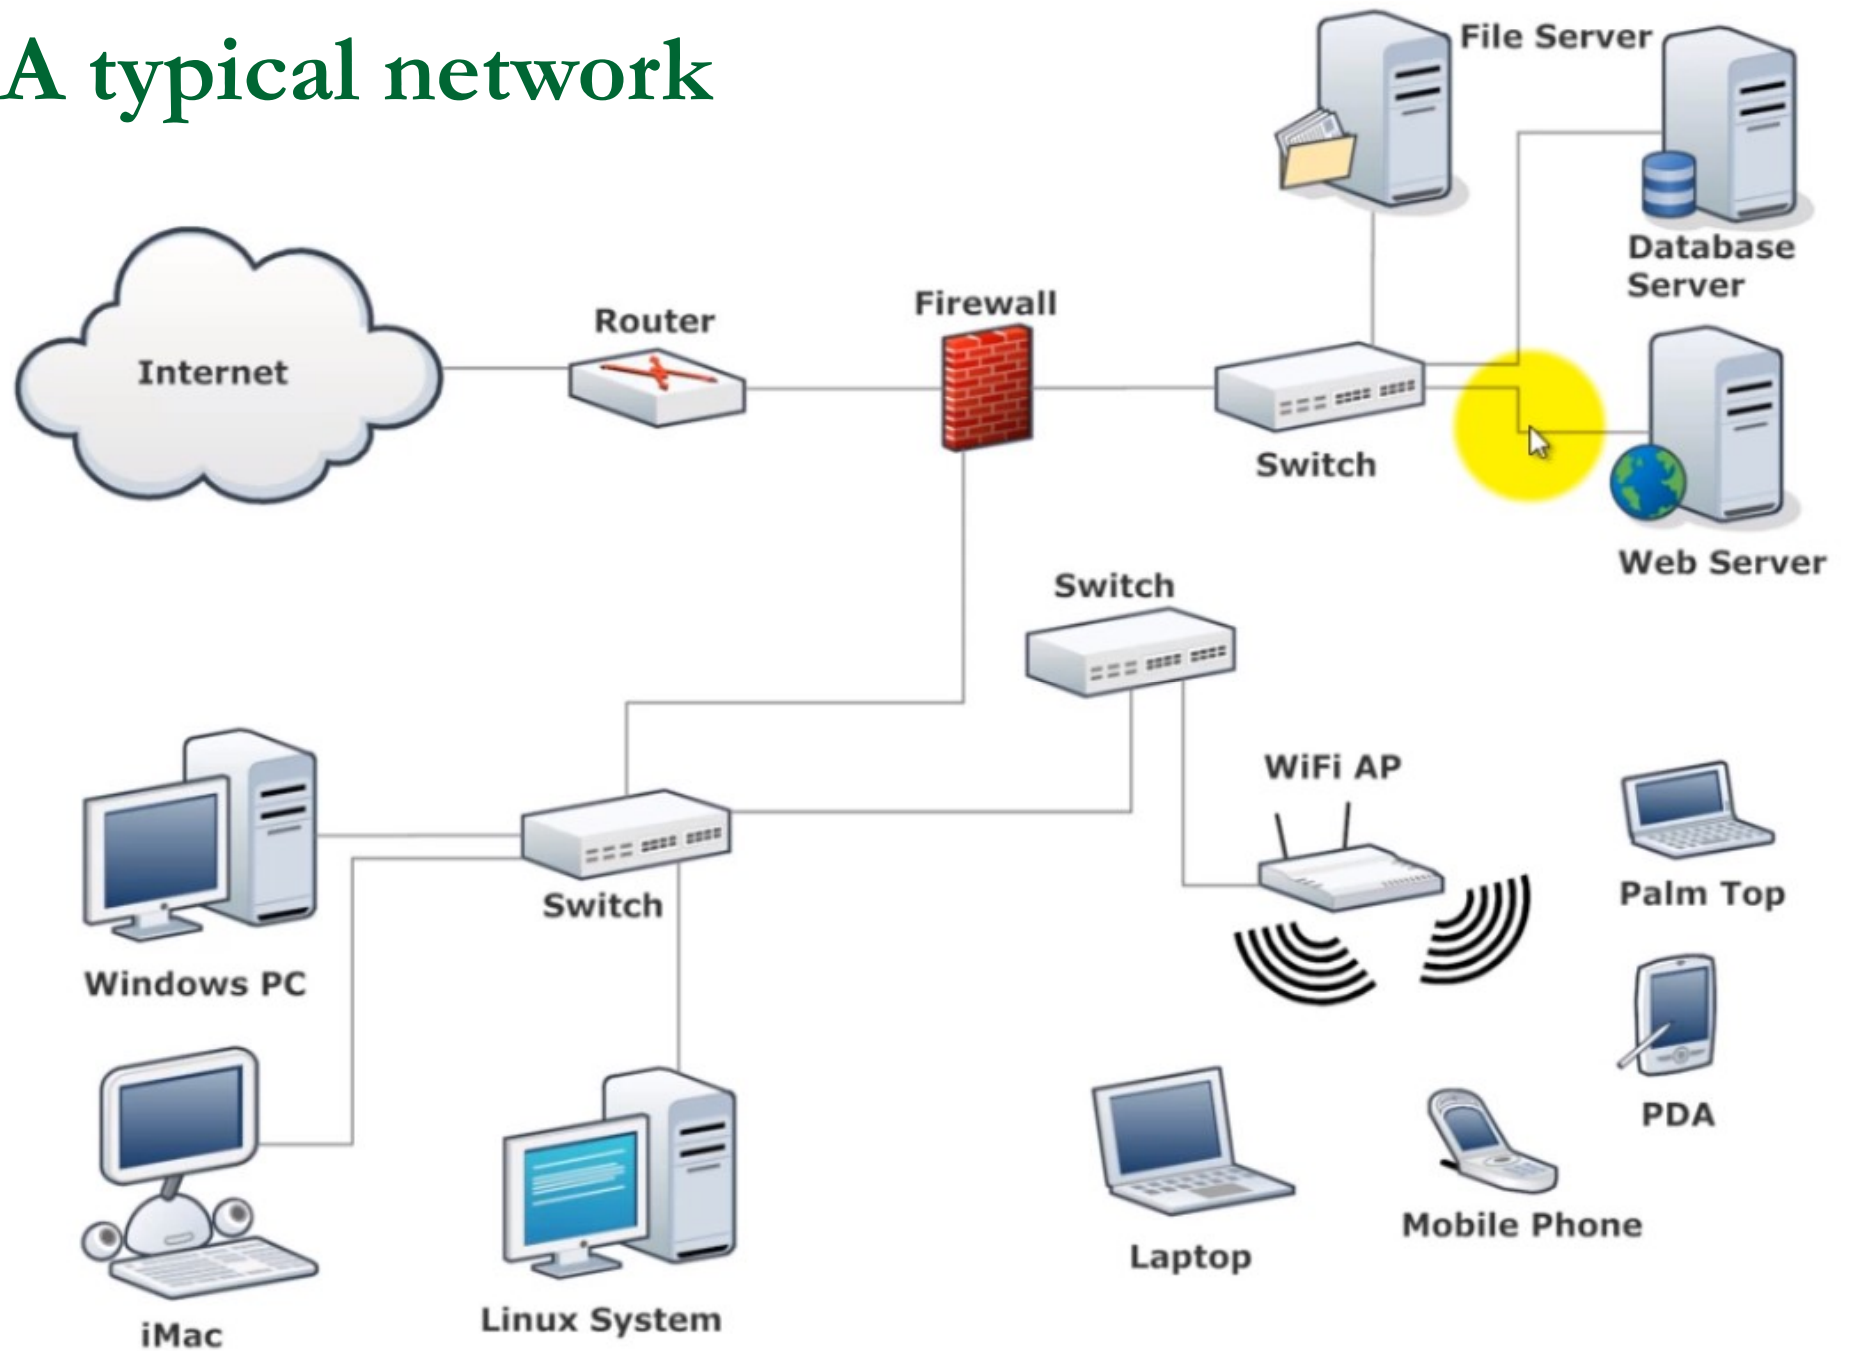 A typical network
File Server
Database
Server
Internet
Router
Firewall
Switch
Web Server
Switch
WiFi AP
Palm Top
Switch
Windows PC
PDA
Mobile Phone
Laptop
Linux System
iMac